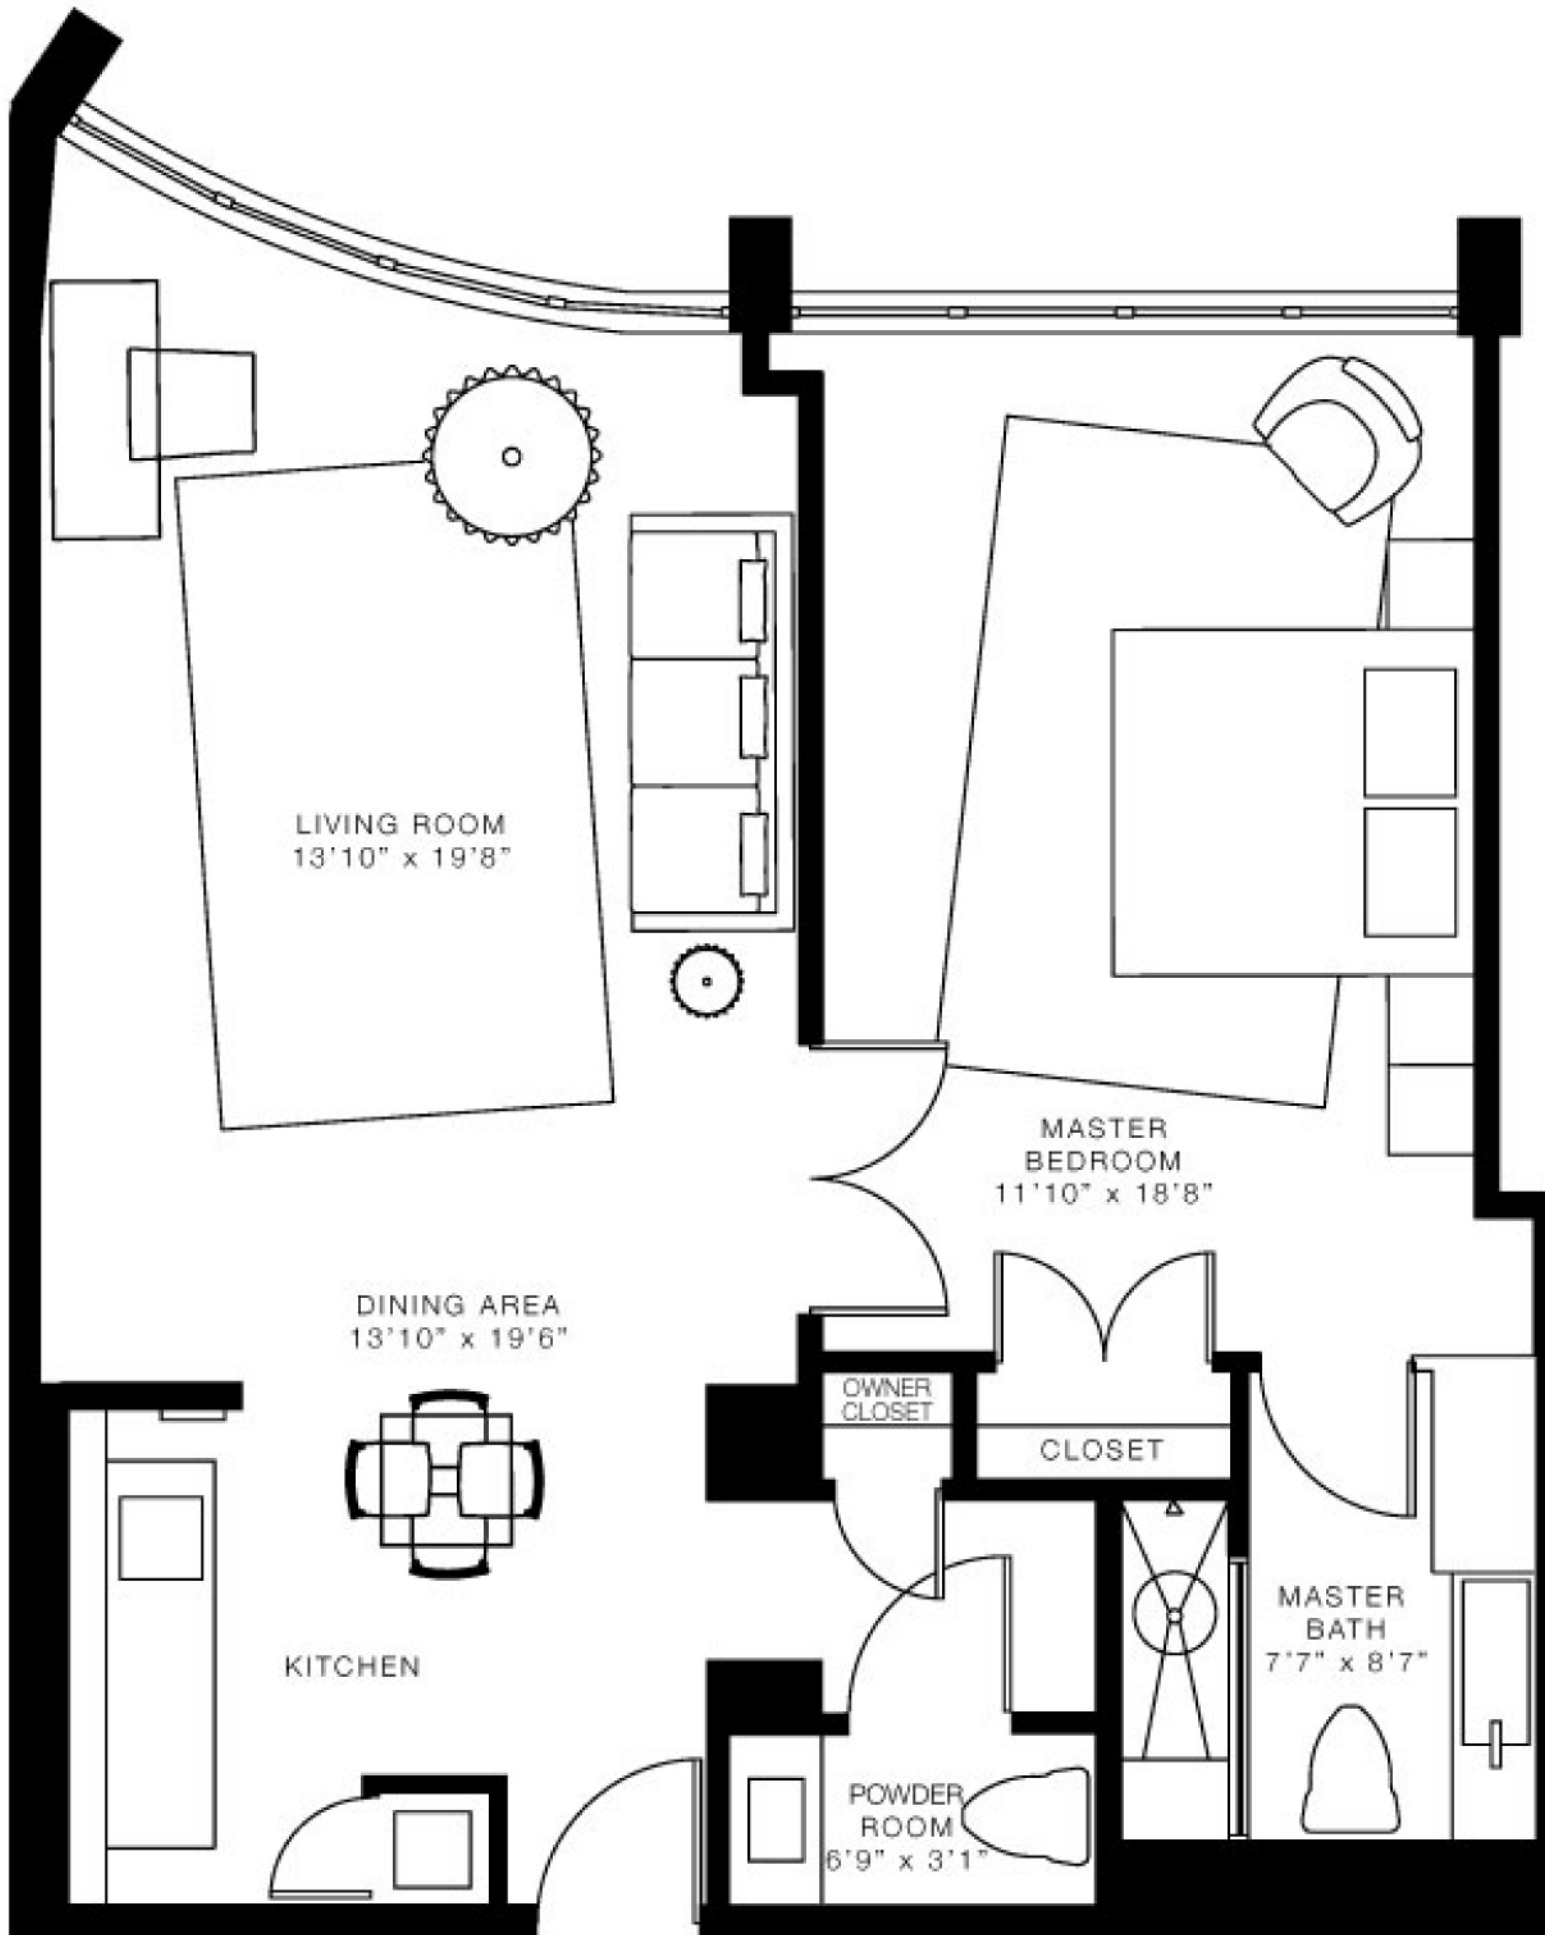 LIVING ROOM
13'10" x 19'8"
MASTER
BEDROOM
11'10" x 18'8"
DINING AREA
13'10" x 19'6"
OWNER
CLOSET
CLOSET
MASTER
BATH
7'7" x 8'7"
KITCHEN
POWDER
ROOM
6'9" x 3'1"